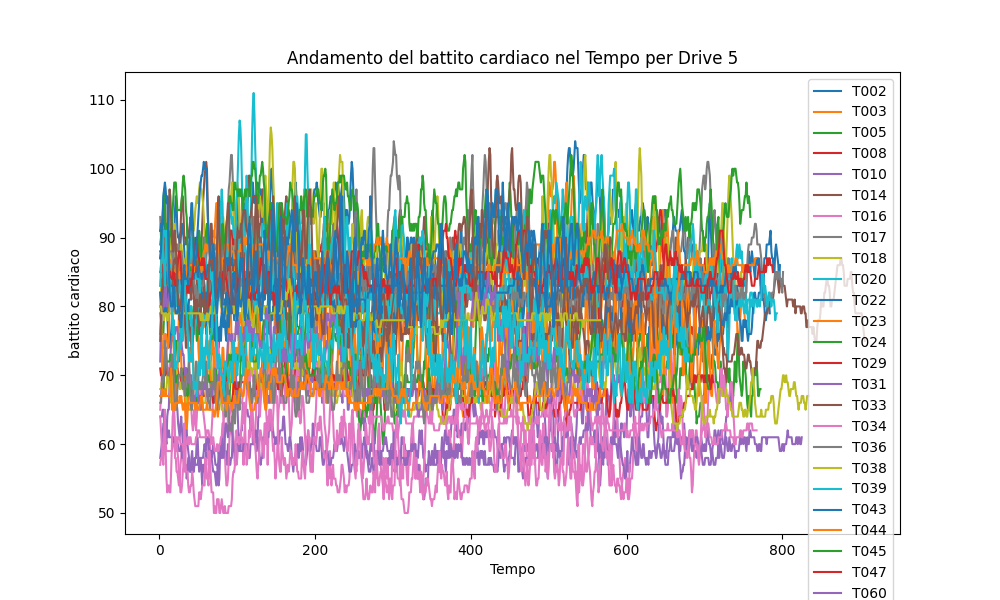 Andamento del battito cardiaco nel Tempo per Drive 5
battito cardiaco
110
100
90
80
70
60
50
0
200
400
600
800
Tempo
T002
T003
T005
T008
T010
T014
T016
T017
T018
T020
T022
T023
T024
T029
T031
T033
T034
T036
T038
T039
T043
T044
T045
T047
T060